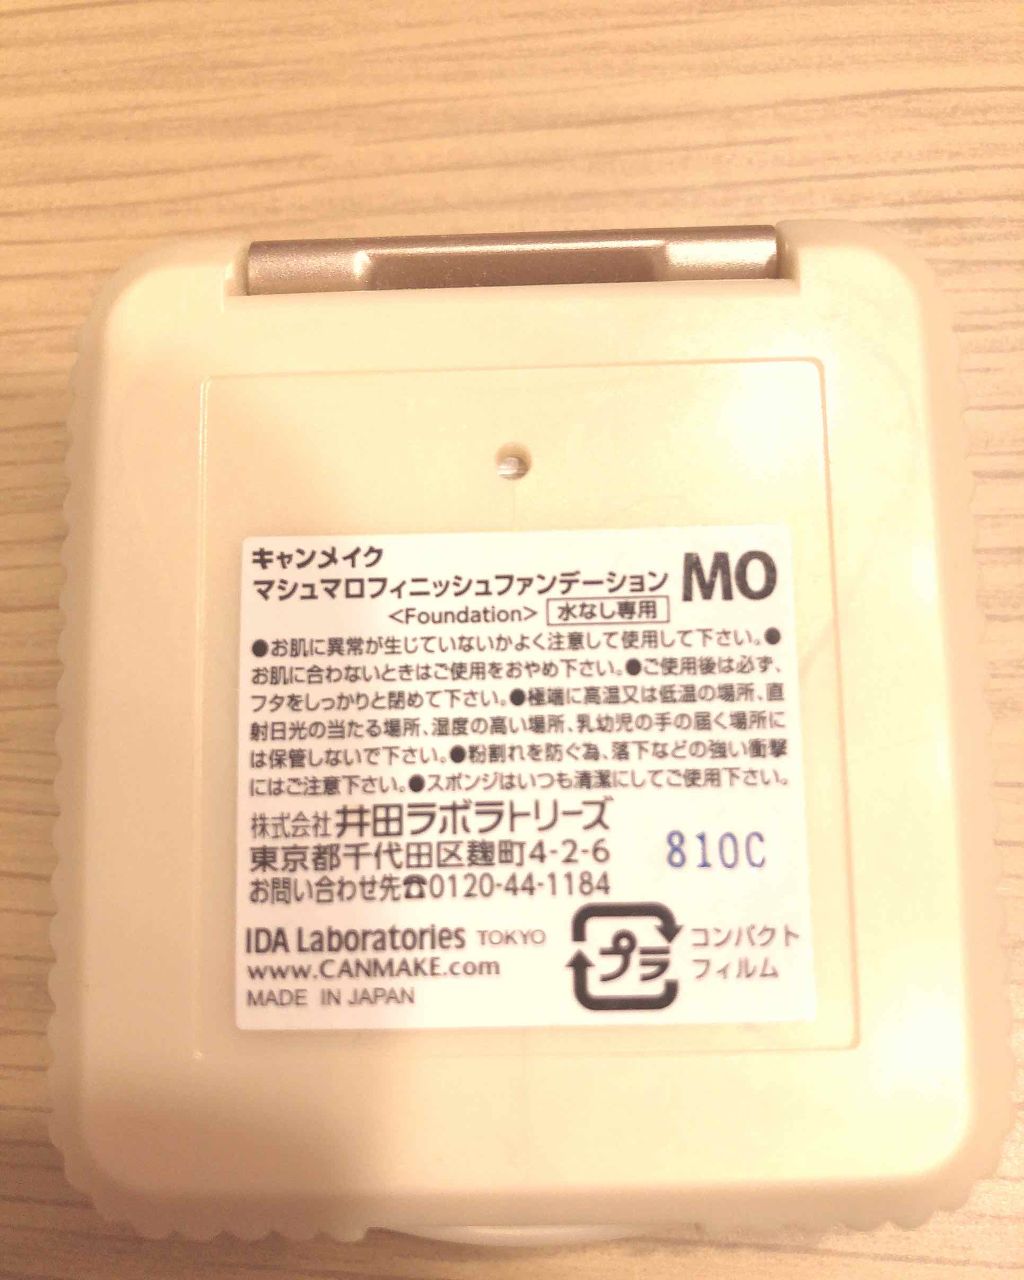 キャンメイク
マシュマロフィニッシュファンデーション MO
<Foundation> 水なし専用
●お肌に異常が生じていないかよく注意して使用して下さい。●
お肌に合わないときはご使用をおやめ下さい。●ご使用後は必ず、
フタをしっかりと閉めて下さい。●極端に高温又は低温の場所、直
射日光の当たる場所、湿度の高い場所、乳幼児の手の届く場所に
は保管しないで下さい。●粉割れを防ぐ為、落下などの強い衝撃
にはご注意下さい。●スポンジはいつも清潔にしてご使用下さい。
株式会社 井田ラボラトリーズ
東京都千代田区麹町4-2-6
810C
お問い合わせ先☎0120-44-1184
IDA Laboratories TOKYO
www.CANMAKE.com
MADE IN JAPAN
プラ
コンパクト
フィルム